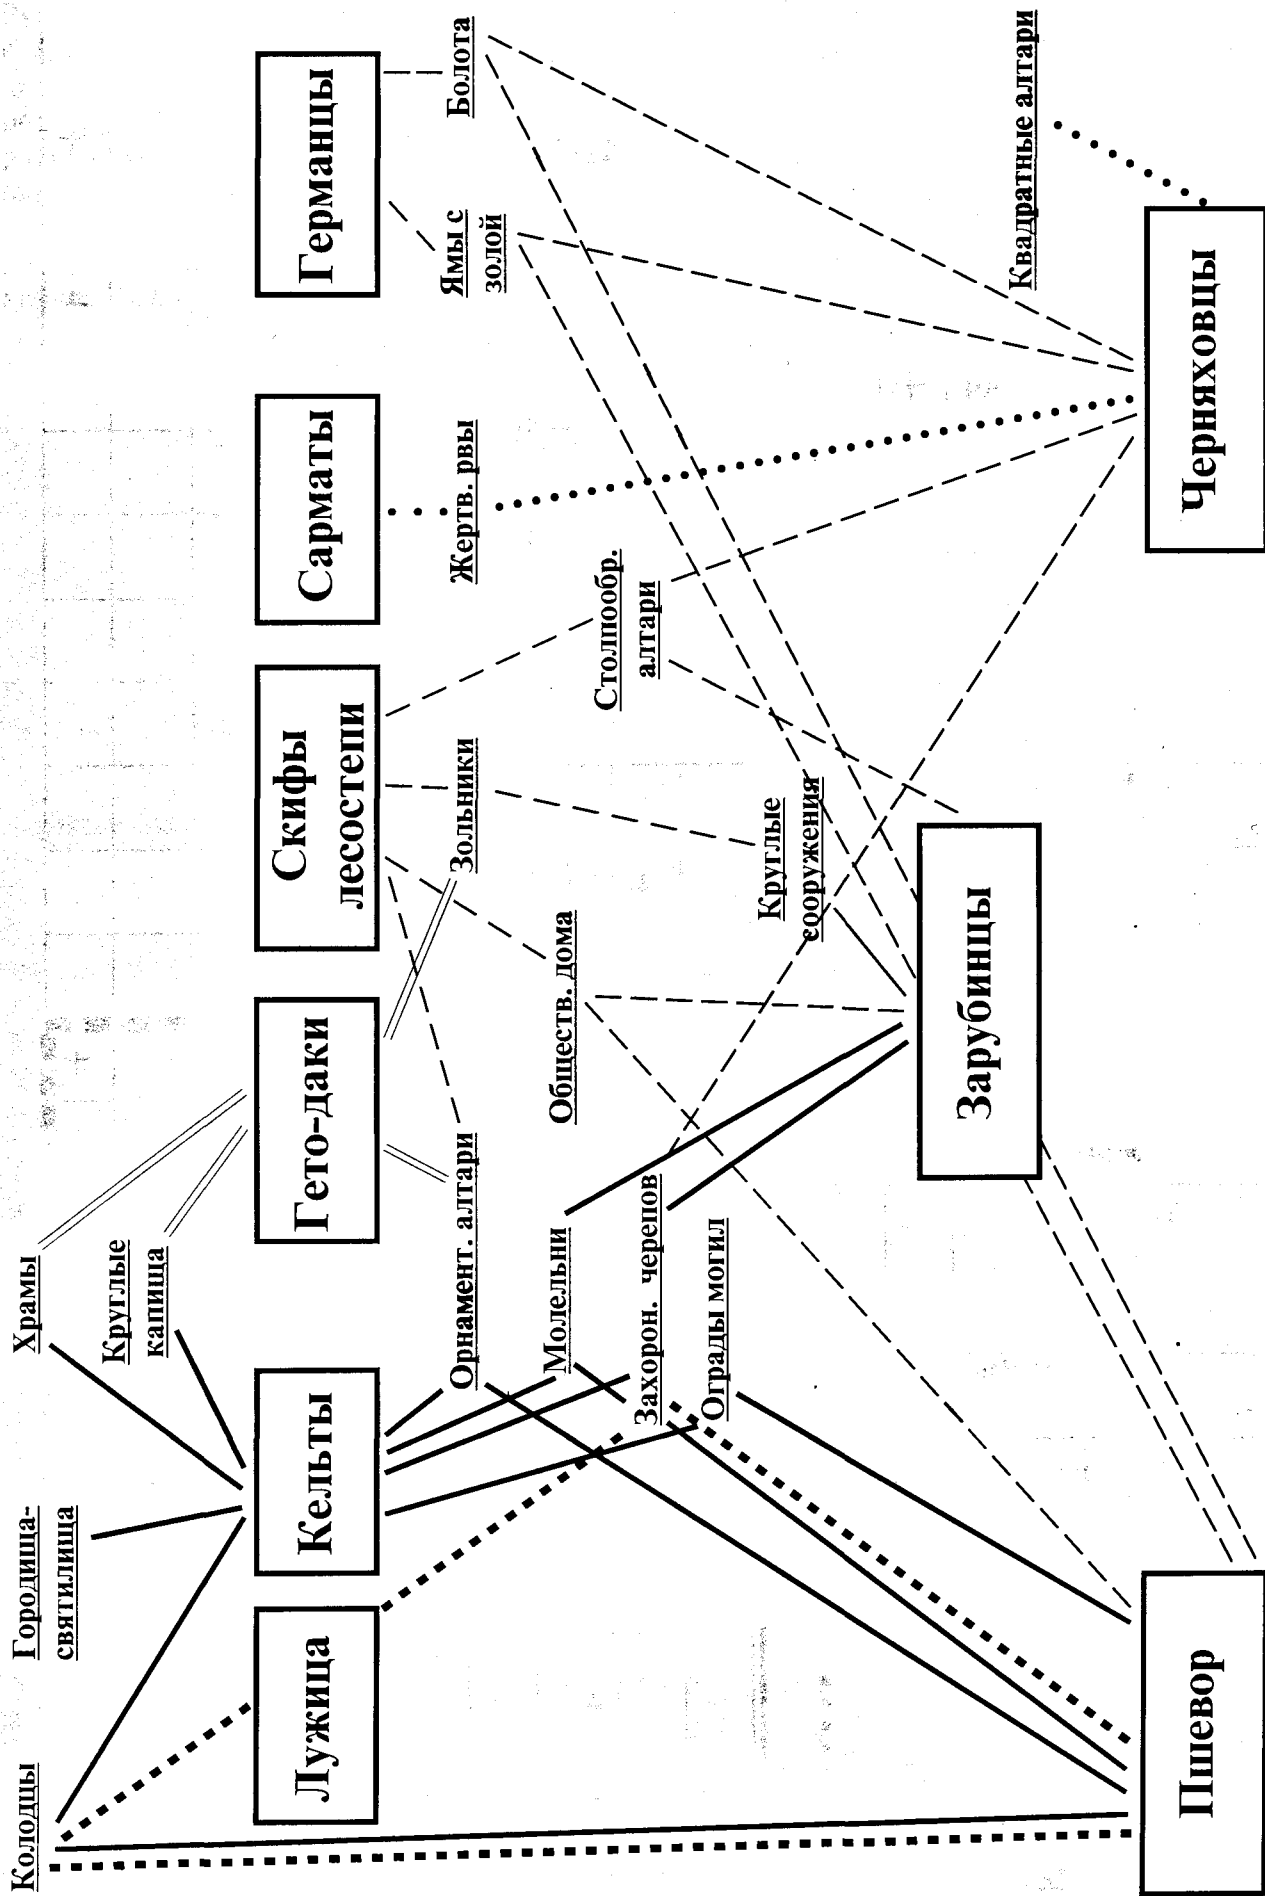 Колодцы
Городища-
святилища
Храмы
Круглые
капища
Лужица
Кельты
Гето-даки
Скифы
лесостепи
Сарматы
Германцы
Орнамент. алтари
Зольники
Жертв. рвы
Ямы с
золой
Болота
Молельни
Обществ. дома
Столпообр.
алтари
Захорон. черепов
Ограды могил
Круглые
сооружения
Квадратные алтари
Зарубинцы
Пшевор
Черняховцы